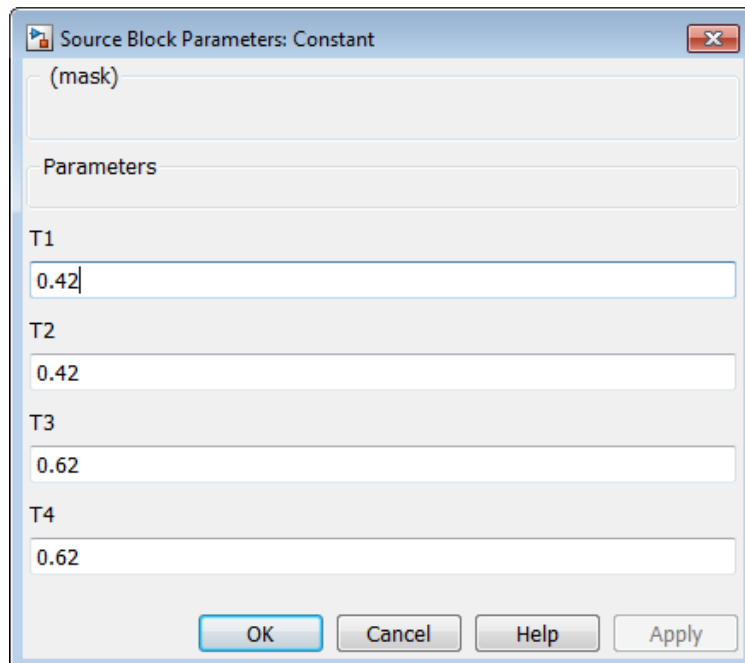 Source Block Parameters: Constant
(mask)
Parameters
T1
0.42
T2
0.42
T3
0.62
T4
0.62
OK Cancel Help Apply